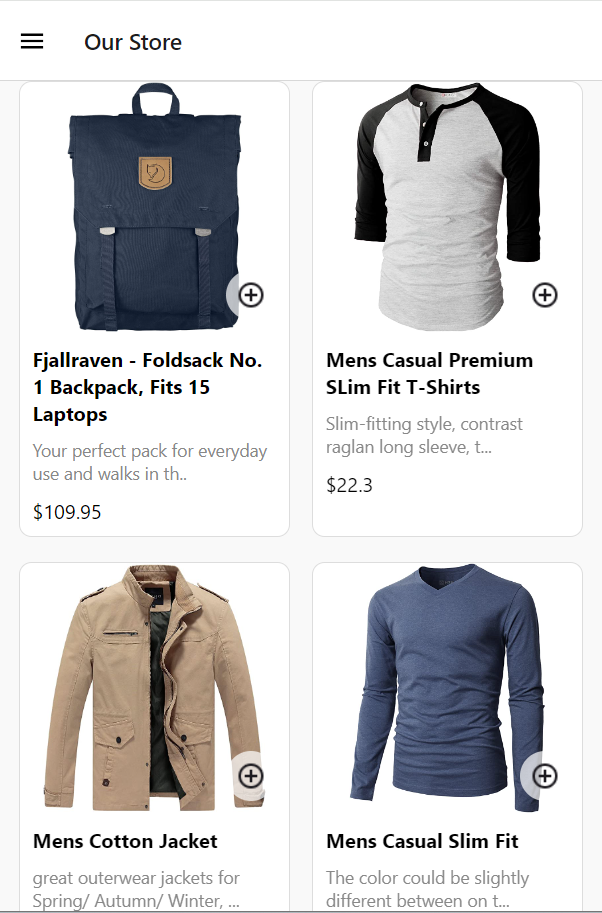 Our Store
Fjallraven - Foldsack No.
1 Backpack, Fits 15
Laptops
Your perfect pack for everyday
use and walks in th..
$109.95
Mens Casual Premium
SLim Fit T-Shirts
Slim-fitting style, contrast
raglan long sleeve, t...
$22.3
Mens Cotton Jacket
great outerwear jackets for
Spring/ Autumn/ Winter, ...
Mens Casual Slim Fit
The color could be slightly
different between on t...